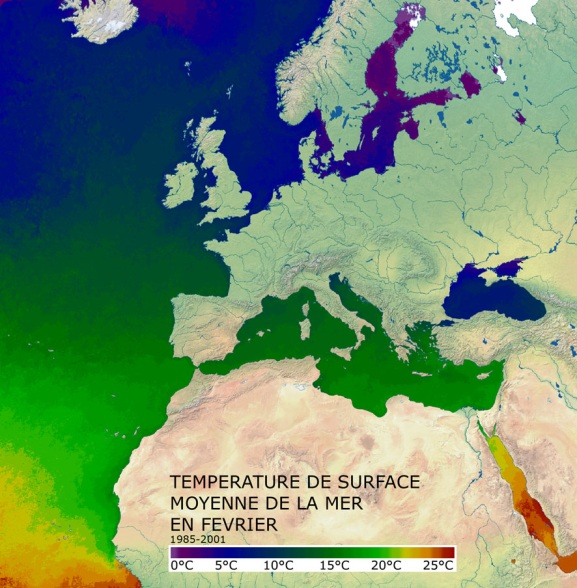 TEMPERATURE DE SURFACE
MOYENNE DE LA MER
EN FEVRIER
1985-2001
0°C 5°C 10°C 15°C 20°C 25°C